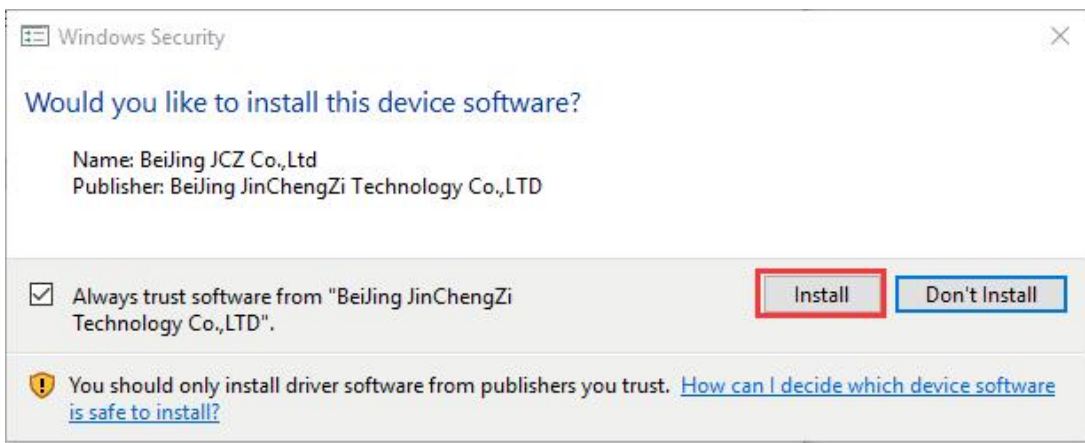 Windows Security
Would you like to install this device software?
Name: BeiJing JCZ Co.,Ltd
Publisher: BeiJing JinChengZi Technology Co.,LTD
Always trust software from "BeiJing JinChengZi
Technology Co.,LTD".
Install
Don't Install
You should only install driver software from publishers you trust. How can I decide which device software
is safe to install?